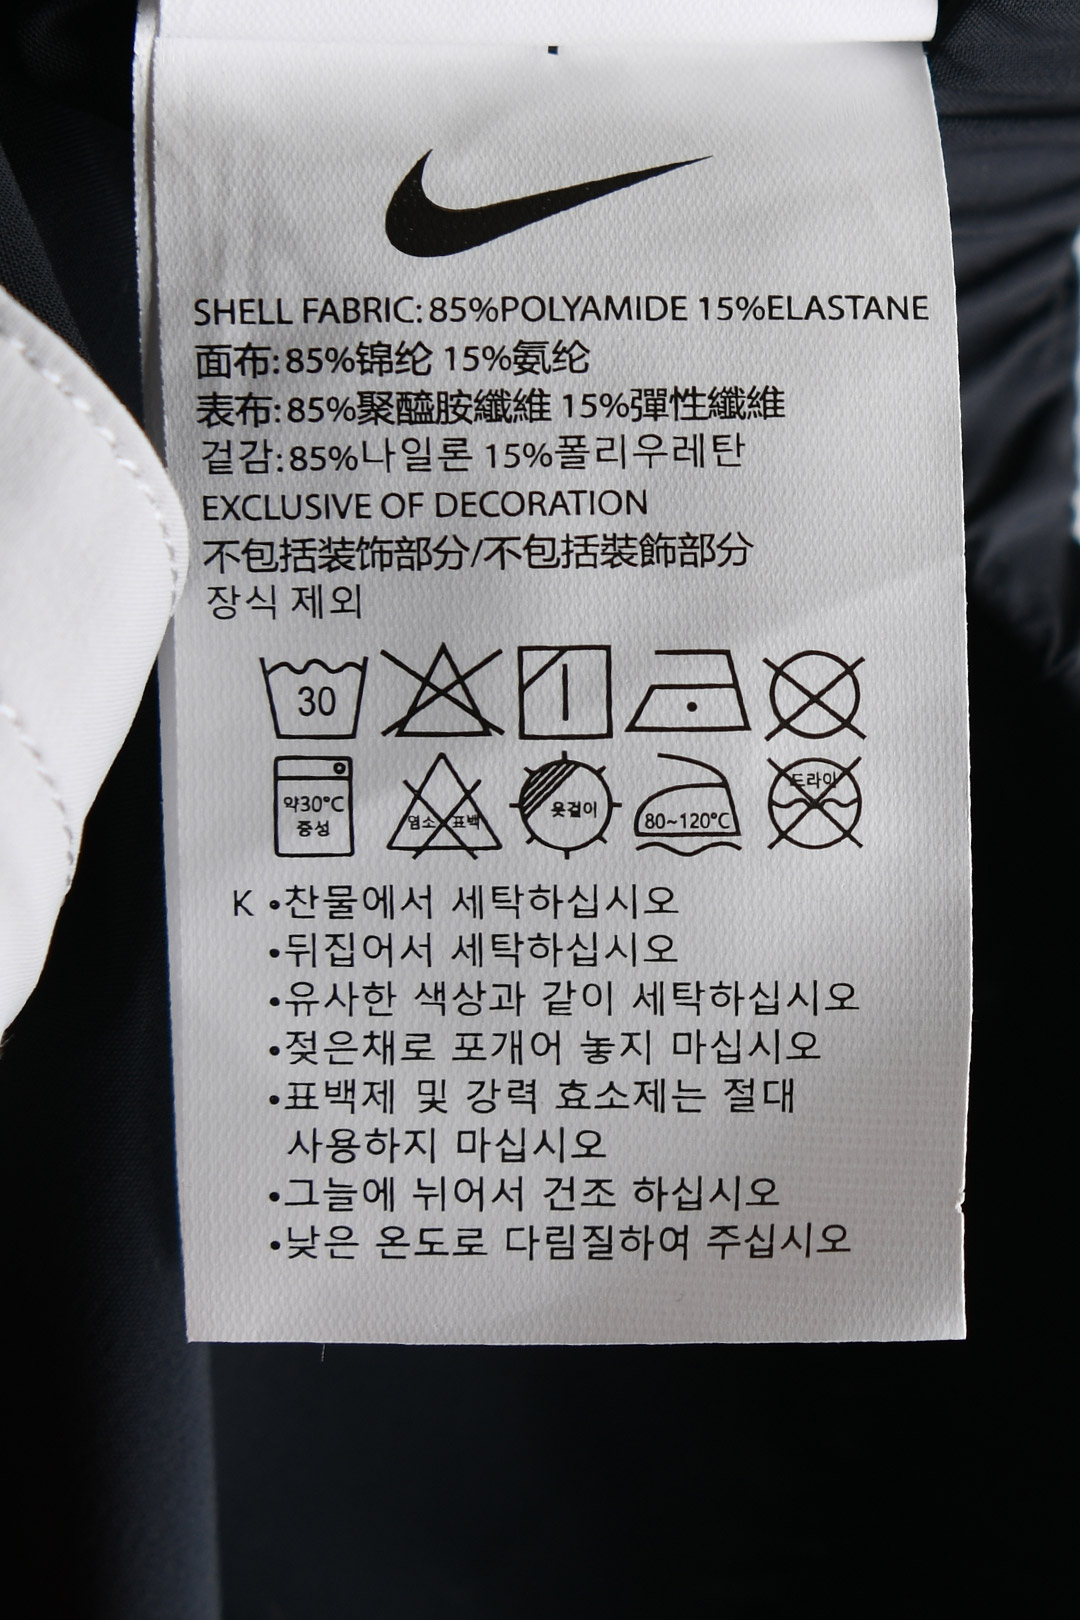 SHELL FABRIC: 85%POLYAMIDE 15%ELASTANE
面布: 85%锦纶 15%氨纶
表布: 85%聚醯胺纖維 15%彈性纖維
겉감: 85%나일론 15%폴리우레탄
EXCLUSIVE OF DECORATION
不包括装饰部分/不包括裝飾部分
장식 제외
30
약30°C 중성
염소 표백
옷걸이
80~120°C
드라이
K •찬물에서 세탁하십시오
•뒤집어서 세탁하십시오
•유사한 색상과 같이 세탁하십시오
•젖은채로 포개어 놓지 마십시오
•표백제 및 강력 효소제는 절대
사용하지 마십시오
•그늘에 뉘어서 건조 하십시오
•낮은 온도로 다림질하여 주십시오